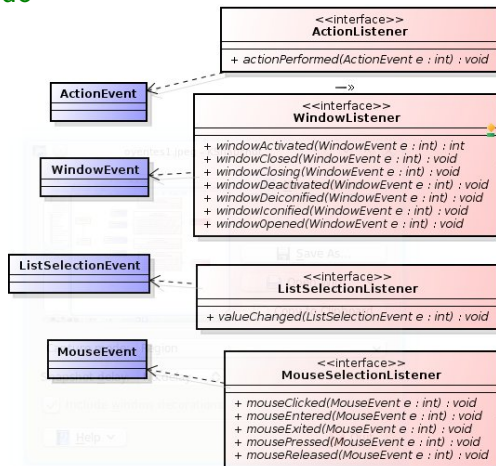 <<interface>>
ActionListener
+ actionPerformed(ActionEvent e : int) : void
ActionEvent
<<interface>>
WindowListener
+ windowActivated(WindowEvent e : int) : int
+ windowClosed(WindowEvent e : int) : void
+ windowClosing(WindowEvent e : int) : void
+ windowDeactivated(WindowEvent e : int) : void
+ windowDeiconified(WindowEvent e : int) : void
+ windowIconified(WindowEvent e : int) : void
+ windowOpened(WindowEvent e : int) : void
WindowEvent
Save As
ListSelectionEvent
<<interface>>
ListSelectionListener
+ valueChanged(ListSelectionEvent e : int) : void
MouseEvent
<<interface>>
MouseSelectionListener
+ mouseClicked(MouseEvent e : int) : void
+ mouseEntered(MouseEvent e : int) : void
+ mouseExited(MouseEvent e : int) : void
+ mousePressed(MouseEvent e : int) : void
+ mouseReleased(MouseEvent e : int) : void
Help